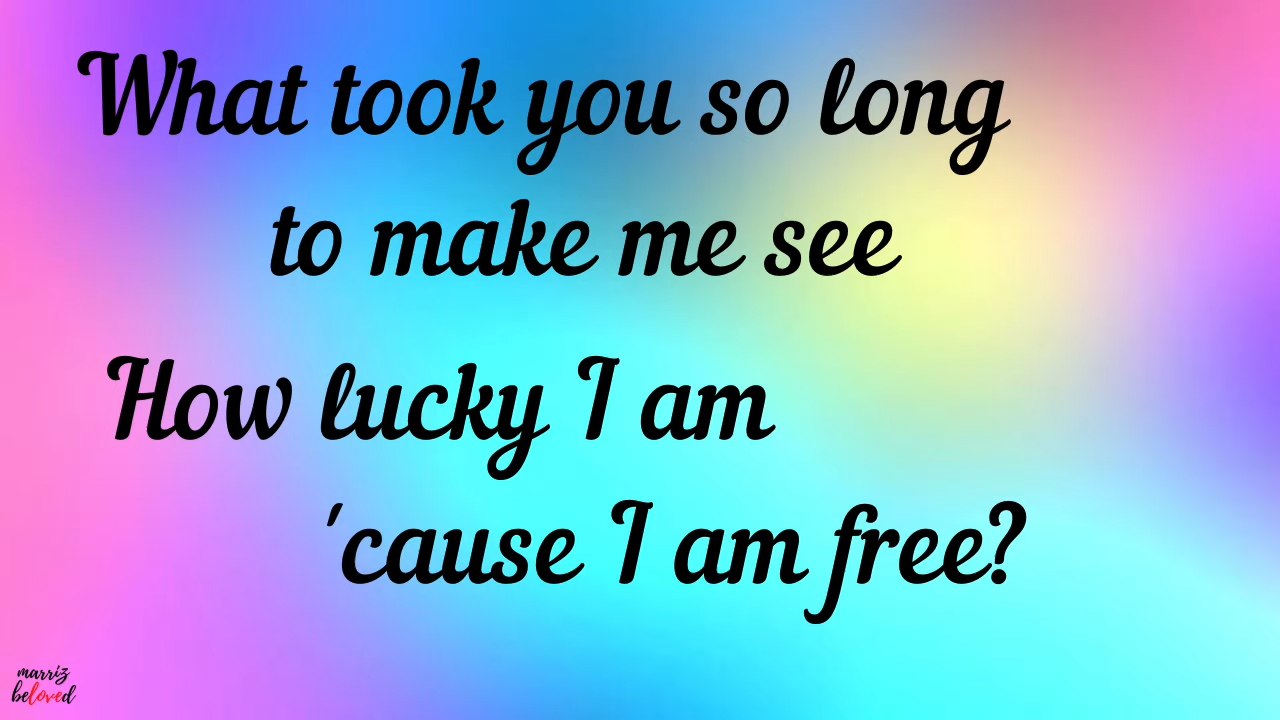 What took you so long
to make me see
How lucky I am
'cause I am free?
marriz
beloved